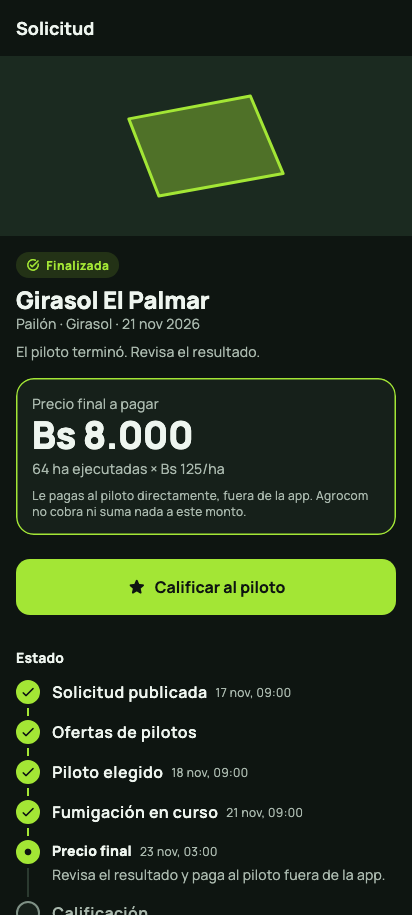 Solicitud
Finalizada
Girasol El Palmar
Pailón · Girasol · 21 nov 2026
El piloto terminó. Revisa el resultado.
Precio final a pagar
Bs 8.000
64 ha ejecutadas × Bs 125/ha
Le pagas al piloto directamente, fuera de la app. Agrocom
no cobra ni suma nada a este monto.
Calificar al piloto
Estado
Solicitud publicada 17 nov, 09:00
Ofertas de pilotos
Piloto elegido 18 nov, 09:00
Fumigación en curso 21 nov, 09:00
Precio final 23 nov, 03:00
Revisa el resultado y paga al piloto fuera de la app.
Calificación